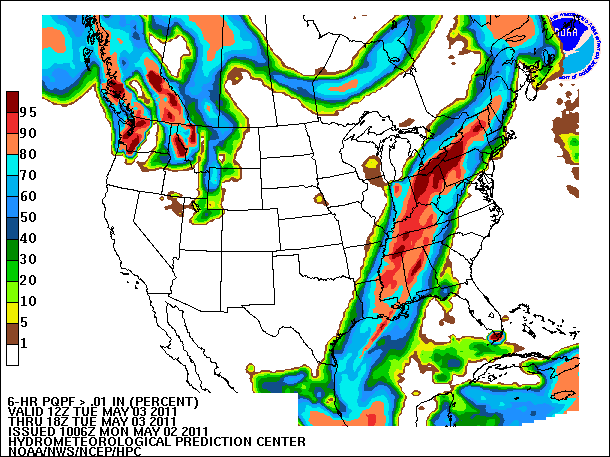 NOAA
95
90
80
70
60
50
40
30
20
10
5
1
6-HR PQPF > .01 IN (PERCENT)
VALID 12Z TUE MAY 03 2011
THRU 18Z TUE MAY 03 2011
ISSUED 1006Z MON MAY 02 2011
HYDROMETEOROLOGICAL PREDICTION CENTER
NOAA/NWS/NCEP/HPC